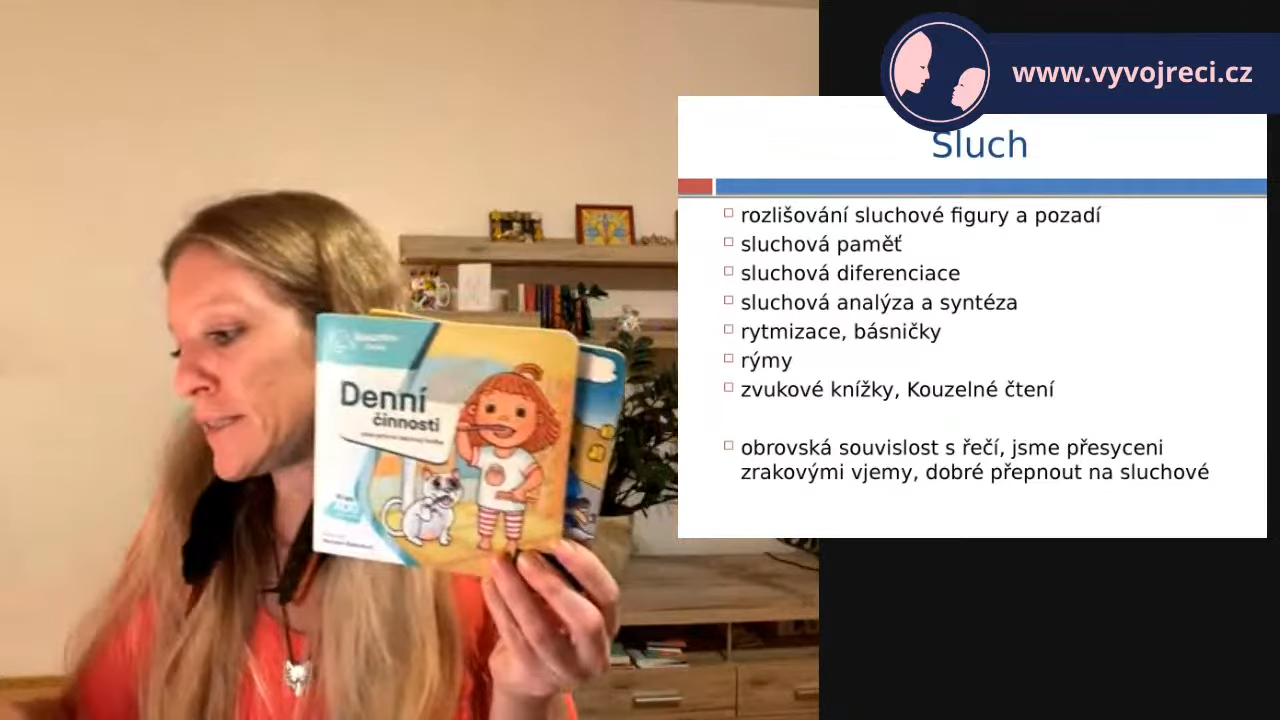 www.vyvojreci.cz
Sluch
rozlišování sluchové figury a pozadí
sluchová paměť
sluchová diferenciace
sluchová analýza a syntéza
rytmizace, básničky
rýmy
zvukové knížky, Kouzelné čtení
obrovská souvislost s řečí, jsme přesyceni
zrakovými vjemy, dobré přepnout na sluchové
Denní
činnosti